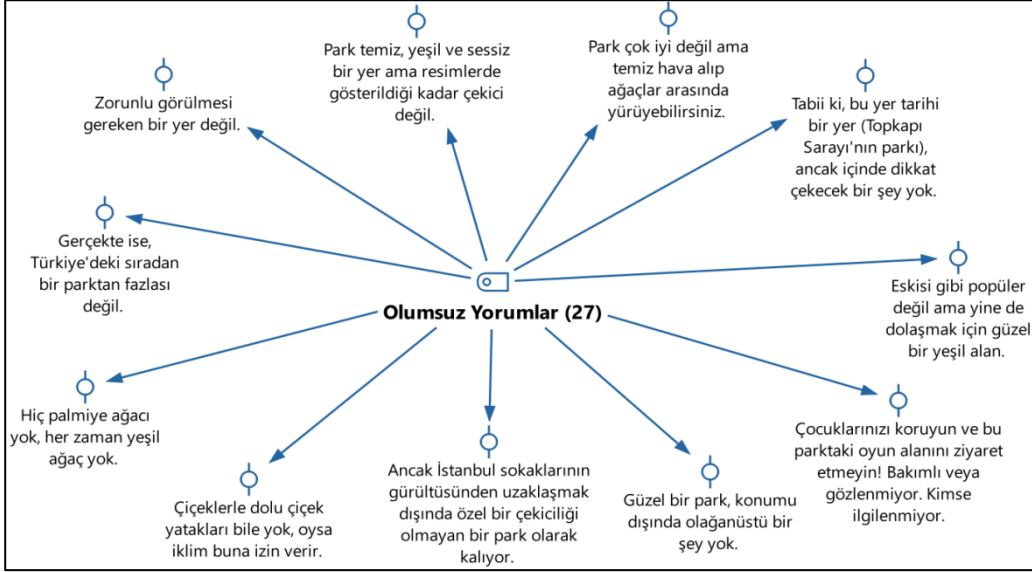 Park temiz, yeşil ve sessiz
bir yer ama resimlerde
gösterildiği kadar çekici
değil.
Park çok iyi değil ama
temiz hava alıp
ağaçlar arasında
yürüyebilirsiniz.
Zorunlu görülmesi
gereken bir yer değil.
Tabii ki, bu yer tarihi
bir yer (Topkapı
Sarayı'nın parkı),
ancak içinde dikkat
çekecek bir şey yok.
Gerçekte ise,
Türkiye'deki sıradan
bir parktan fazlası
değil.
Eskisi gibi popüler
değil ama yine de
dolaşmak için güzel
bir yeşil alan.
Olumsuz Yorumlar (27)
Hiç palmiye ağacı
yok, her zaman yeşil
ağaç yok.
Çiçeklerle dolu çiçek
yatakları bile yok, oysa
iklim buna izin verir.
Ancak İstanbul sokaklarının
gürültüsünden uzaklaşmak
dışında özel bir çekiciliği
olmayan bir park olarak
kalıyor.
Güzel bir park, konumu
dışında olağanüstü bir
şey yok.
Çocuklarınızı koruyun ve bu
parktaki oyun alanını ziyaret
etmeyin! Bakımlı veya
gözlenmiyor. Kimse
ilgilenmiyor.